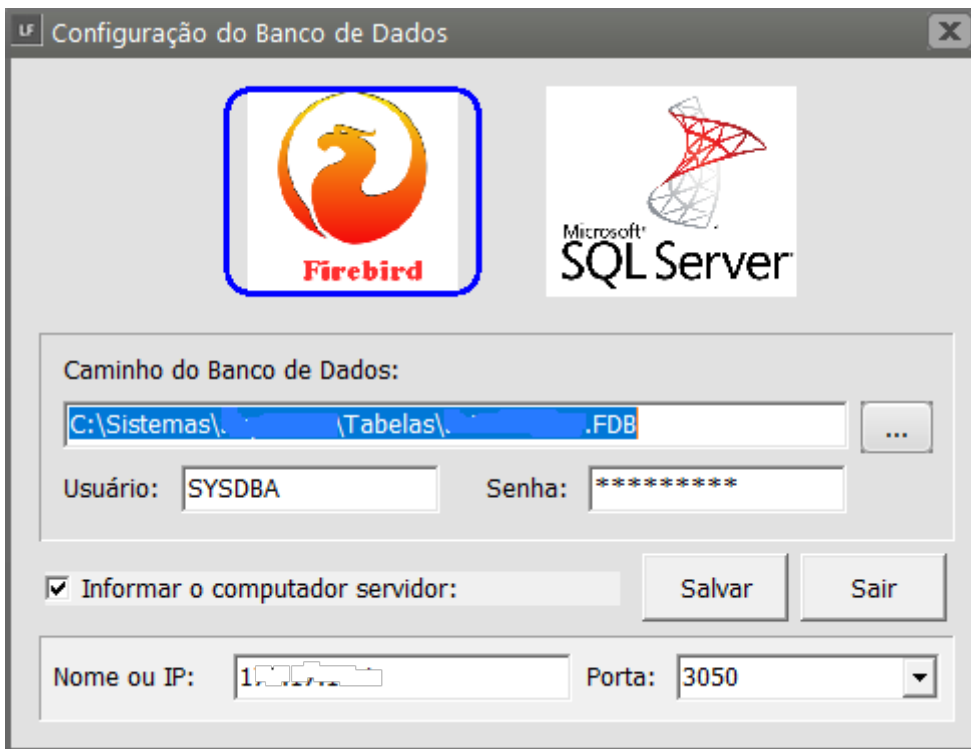 LF Configuração do Banco de Dados
Firebird
Microsoft
SQL Server
Caminho do Banco de Dados:
C:\Sistemas\ \Tabelas\ .FDB
...
Usuário: SYSDBA Senha: *********
Informar o computador servidor: Salvar Sair
Nome ou IP: Porta: 3050